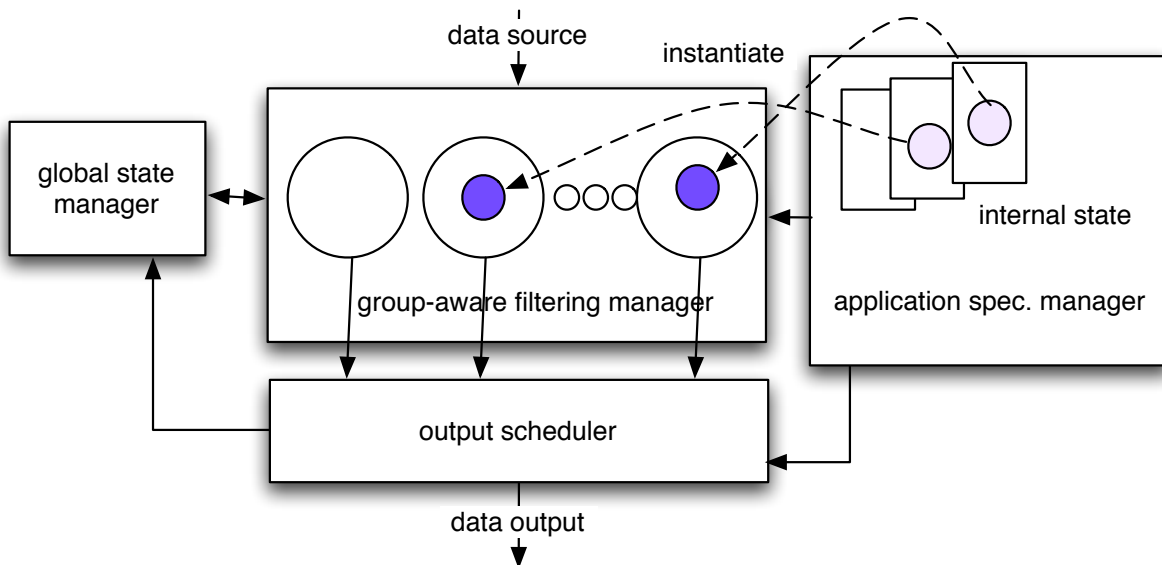 data source
instantiate
global state
manager
internal state
group-aware filtering manager
application spec. manager
output scheduler
data output